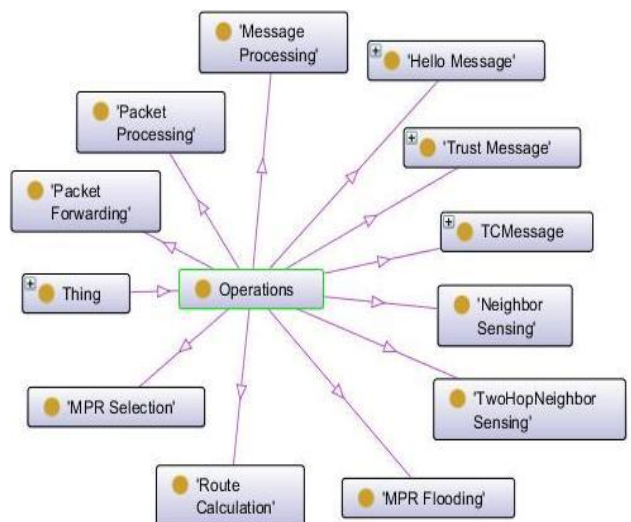 'Message
Processing'
'Hello Message'
'Packet
Processing'
'Trust Message'
'Packet
Forwarding'
TCMessage
Thing
Operations
'Neighbor
Sensing'
'MPR Selection'
'TwoHopNeighbor
Sensing'
'Route
Calculation'
'MPR Flooding'